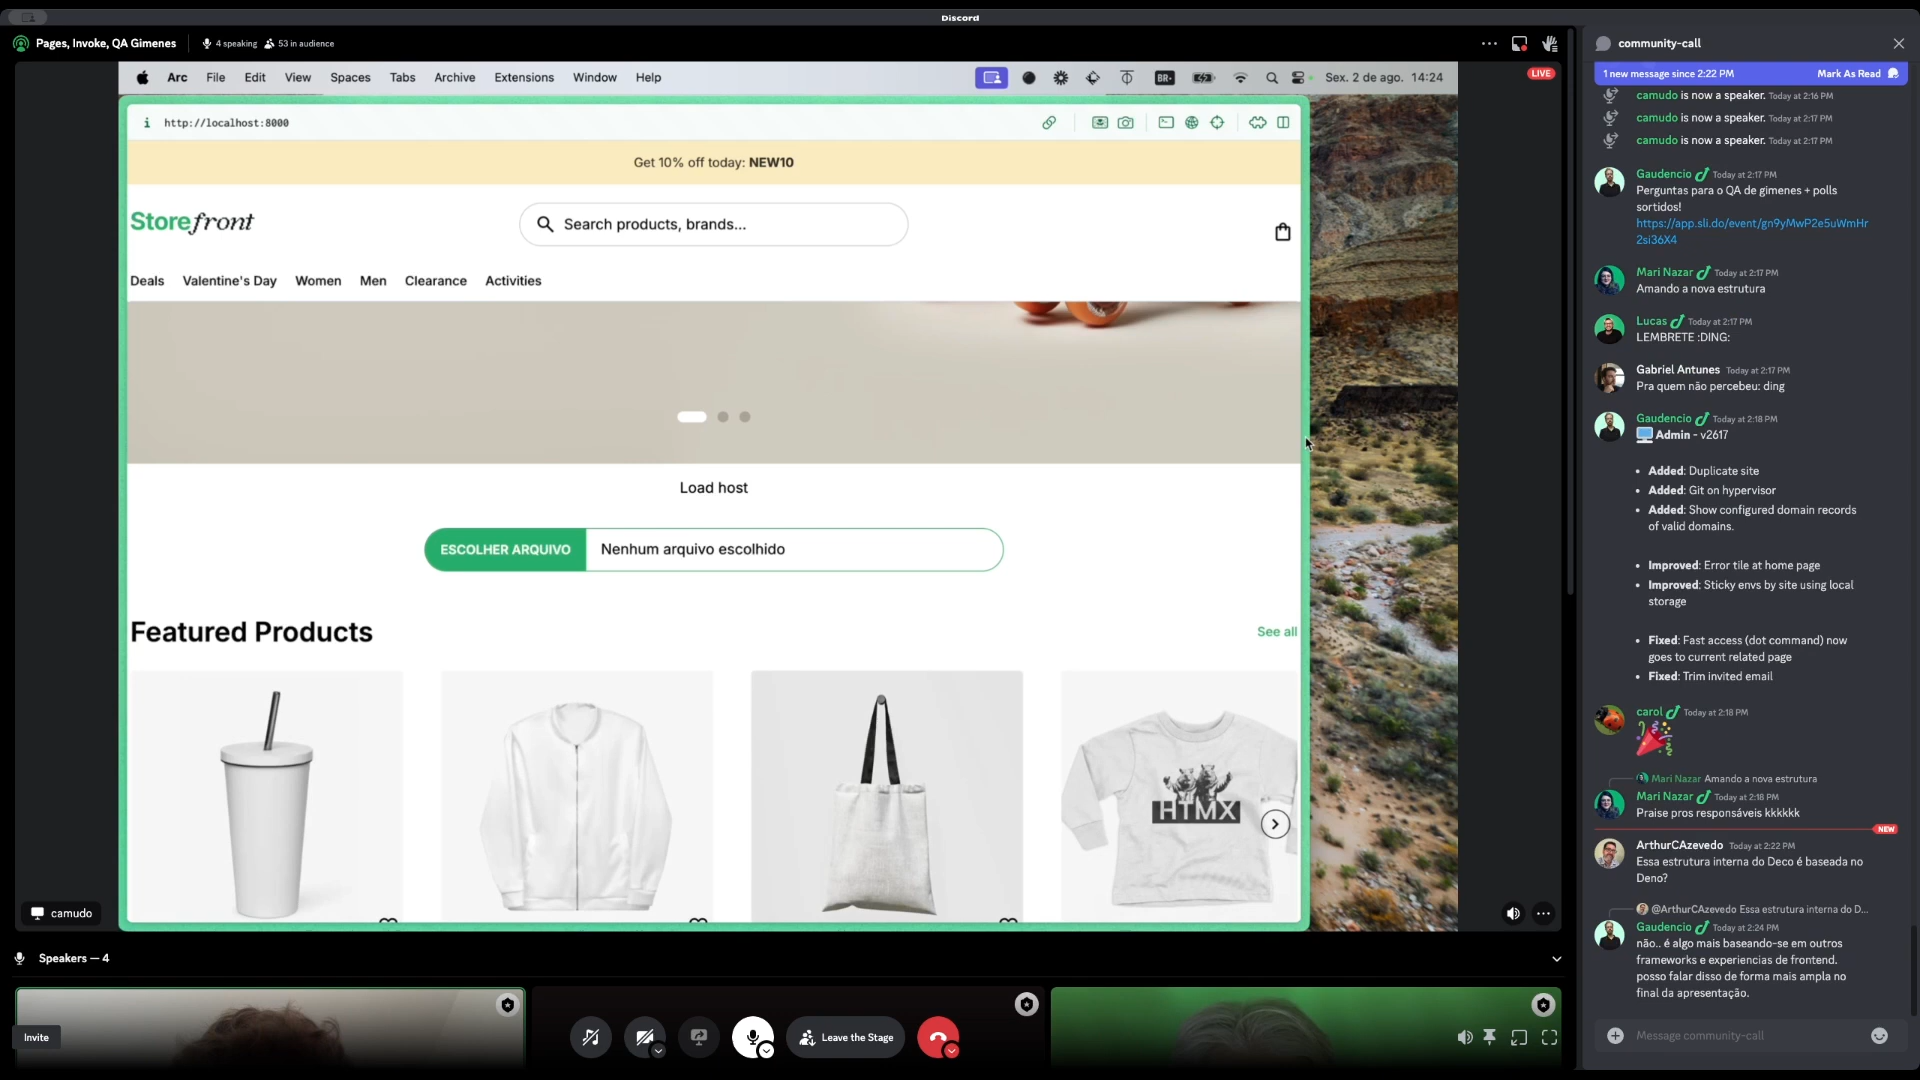 Discord
Pages, Invoke, QA Gimenes
4 speaking
53 in audience
LIVE
Arc File Edit View Spaces Tabs Archive Extensions Window Help
BR
Sex. 2 de ago. 14:24
http://localhost:8000
Get 10% off today: NEW10
Storefront
Search products, brands...
Deals Valentine's Day Women Men Clearance Activities
Load host
ESCOLHER ARQUIVO Nenhum arquivo escolhido
Featured Products
See all
HTMX
camudo
Speakers — 4
Invite
Leave the Stage
community-call
1 new message since 2:22 PM Mark As Read
camudo is now a speaker. Today at 2:16 PM
camudo is now a speaker. Today at 2:17 PM
camudo is now a speaker. Today at 2:17 PM
Gaudencio Today at 2:17 PM
Perguntas para o QA de gimenes + polls
sortidos!
https://app.sli.do/event/gn9yMwP2e5uWmHr
2si36X4
Mari Nazar Today at 2:17 PM
Amando a nova estrutura
Lucas Today at 2:17 PM
LEMBRETE :DING:
Gabriel Antunes Today at 2:17 PM
Pra quem não percebeu: ding
Gaudencio Today at 2:18 PM
Admin - v2617
• Added: Duplicate site
• Added: Git on hypervisor
• Added: Show configured domain records
of valid domains.
• Improved: Error tile at home page
• Improved: Sticky envs by site using local
storage
• Fixed: Fast access (dot command) now
goes to current related page
• Fixed: Trim invited email
carol Today at 2:18 PM
Mari Nazar Amando a nova estrutura
Mari Nazar Today at 2:18 PM
Praise pros responsáveis kkkkkk
NEW
ArthurCAzevedo Today at 2:22 PM
Essa estrutura interna do Deco é baseada no
Deno?
@ArthurCAzevedo Essa estrutura interna do D...
Gaudencio Today at 2:24 PM
não.. é algo mais baseando-se em outros
frameworks e experiencias de frontend.
posso falar disso de forma mais ampla no
final da apresentação.
Message community-call